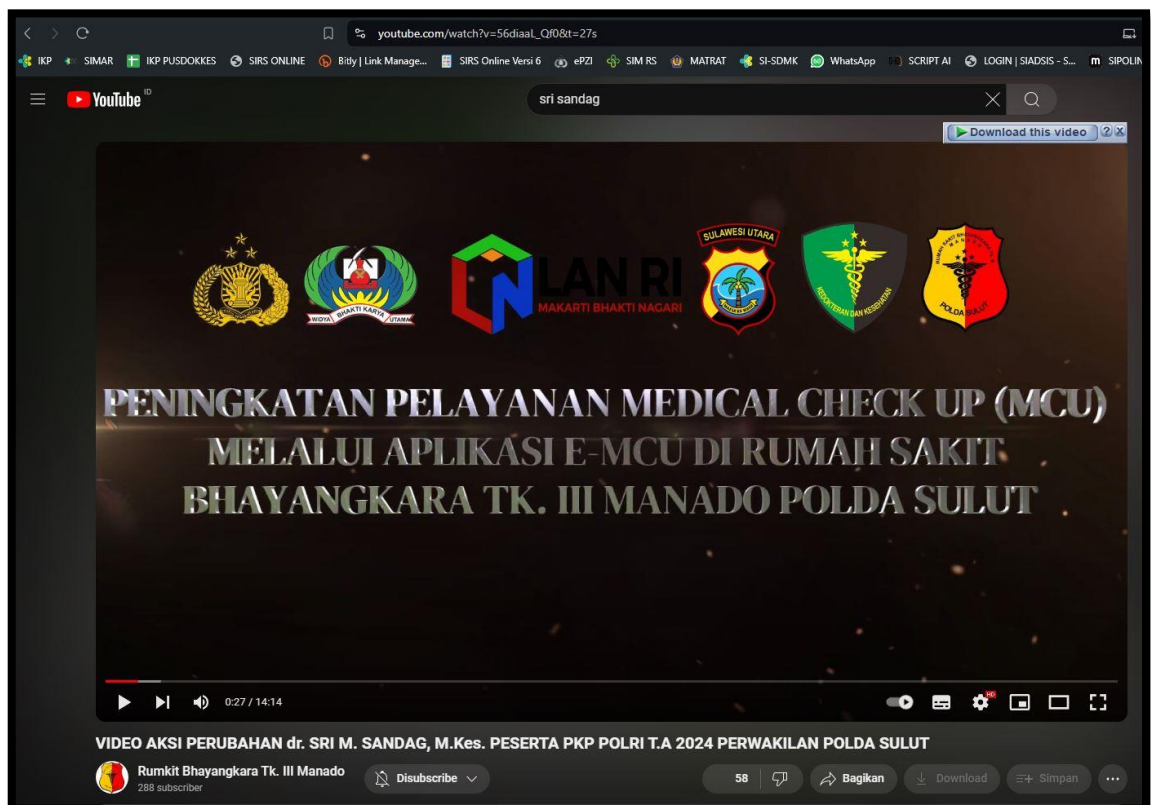 youtube.com/watch?v=56diaaL_Qf0&t=27s
IKP SIMAR IKP PUSDOKKES SIRS ONLINE Bitly | Link Manage... SIRS Online Versi 6 ePZI SIM RS MATRAT SI-SDMK WhatsApp SCRIPT AI LOGIN | SIADSIS - S... SIPOLIN
YouTube ID
sri sandag
Download this video
SULAWESI UTARA
LAN RI
MAKARTI BHAKTI NAGARI
WIDYA BHAKTI KARYA UTAMA
KEDOKTERAN DAN KESEHATAN
POLDA SULUT
PENINGKATAN PELAYANAN MEDICAL CHECK UP (MCU)
MELALUI APLIKASI E-MCU DI RUMAH SAKIT
BHAYANGKARA TK. III MANADO POLDA SULUT
0:27 / 14:14
HD
VIDEO AKSI PERUBAHAN dr. SRI M. SANDAG, M.Kes. PESERTA PKP POLRI T.A 2024 PERWAKILAN POLDA SULUT
Rumkit Bhayangkara Tk. III Manado
288 subscriber
Disubscribe
58
Bagikan
Download
Simpan